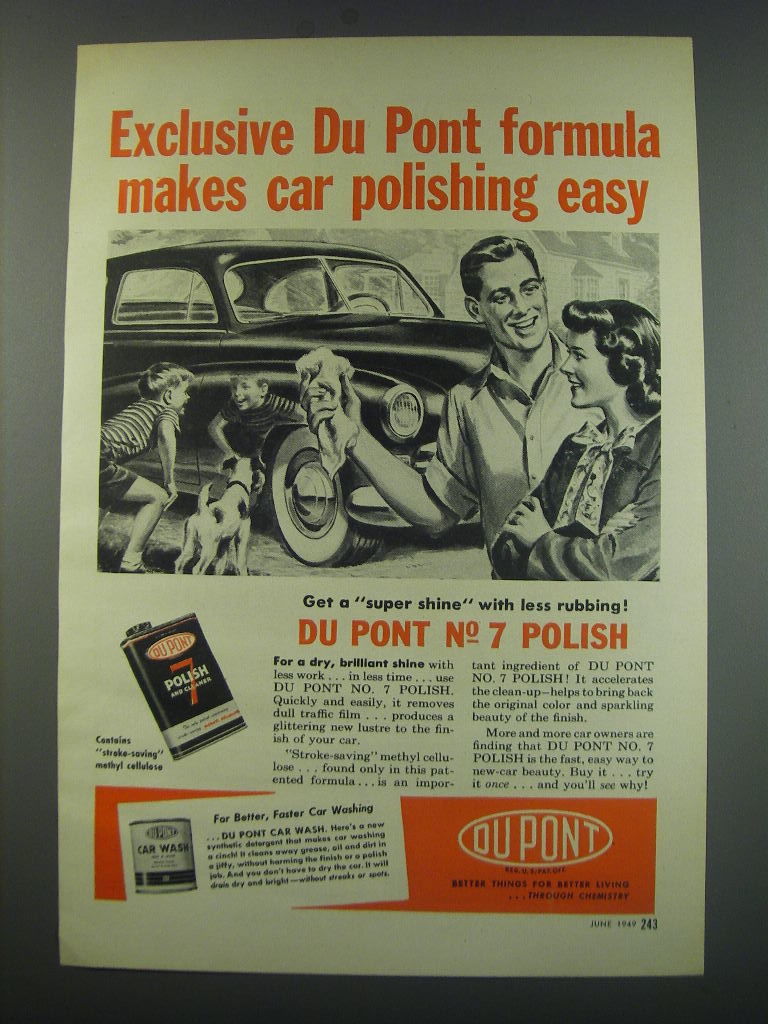 Exclusive Du Pont formula
makes car polishing easy
Get a "super shine" with less rubbing!
DU PONT Nº 7 POLISH
For a dry, brilliant shine with
less work . . . in less time . . . use
DU PONT NO. 7 POLISH.
Quickly and easily, it removes
dull traffic film . . . produces a
glittering new lustre to the fin-
ish of your car.
"Stroke-saving" methyl cellu-
lose . . . found only in this pat-
ented formula . . . is an impor-
tant ingredient of DU PONT
NO. 7 POLISH! It accelerates
the clean-up—helps to bring back
the original color and sparkling
beauty of the finish.
More and more car owners are
finding that DU PONT NO. 7
POLISH is the fast, easy way to
new-car beauty. Buy it . . . try
it once . . . and you'll see why!
DU PONT
7
POLISH
AND CLEANER
Contains
"stroke-saving"
methyl cellulose
DU PONT
CAR WASH
For Better, Faster Car Washing
. . . DU PONT CAR WASH. Here's a new
synthetic detergent that makes car washing
a cinch! It cleans away grease, oil and dirt in
a jiffy, without harming the finish or a polish
job. And you don't have to dry the car. It will
drain dry and bright—without streaks or spots.
DU PONT
REG. U.S. PAT. OFF.
BETTER THINGS FOR BETTER LIVING
. . . THROUGH CHEMISTRY
JUNE 1949 243